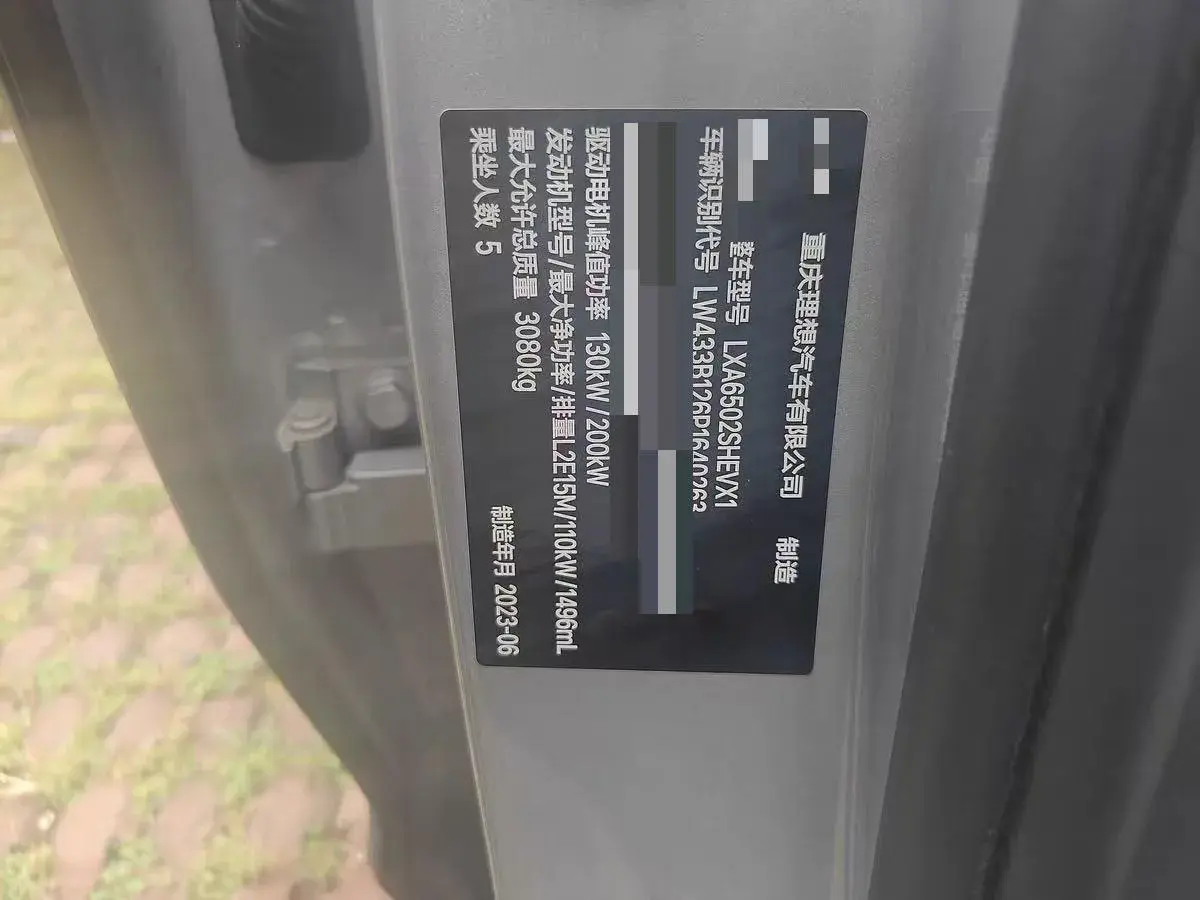 重庆理想汽车有限公司 制造
整车型号 LXA6502SHEVX1
车辆识别代号
驱动电机峰值功率 130kW/200kW
发动机型号/最大净功率/排量L2E15M/110kW/1496mL
最大允许总质量 3080kg
乘坐人数 5 制造年月 2023-06